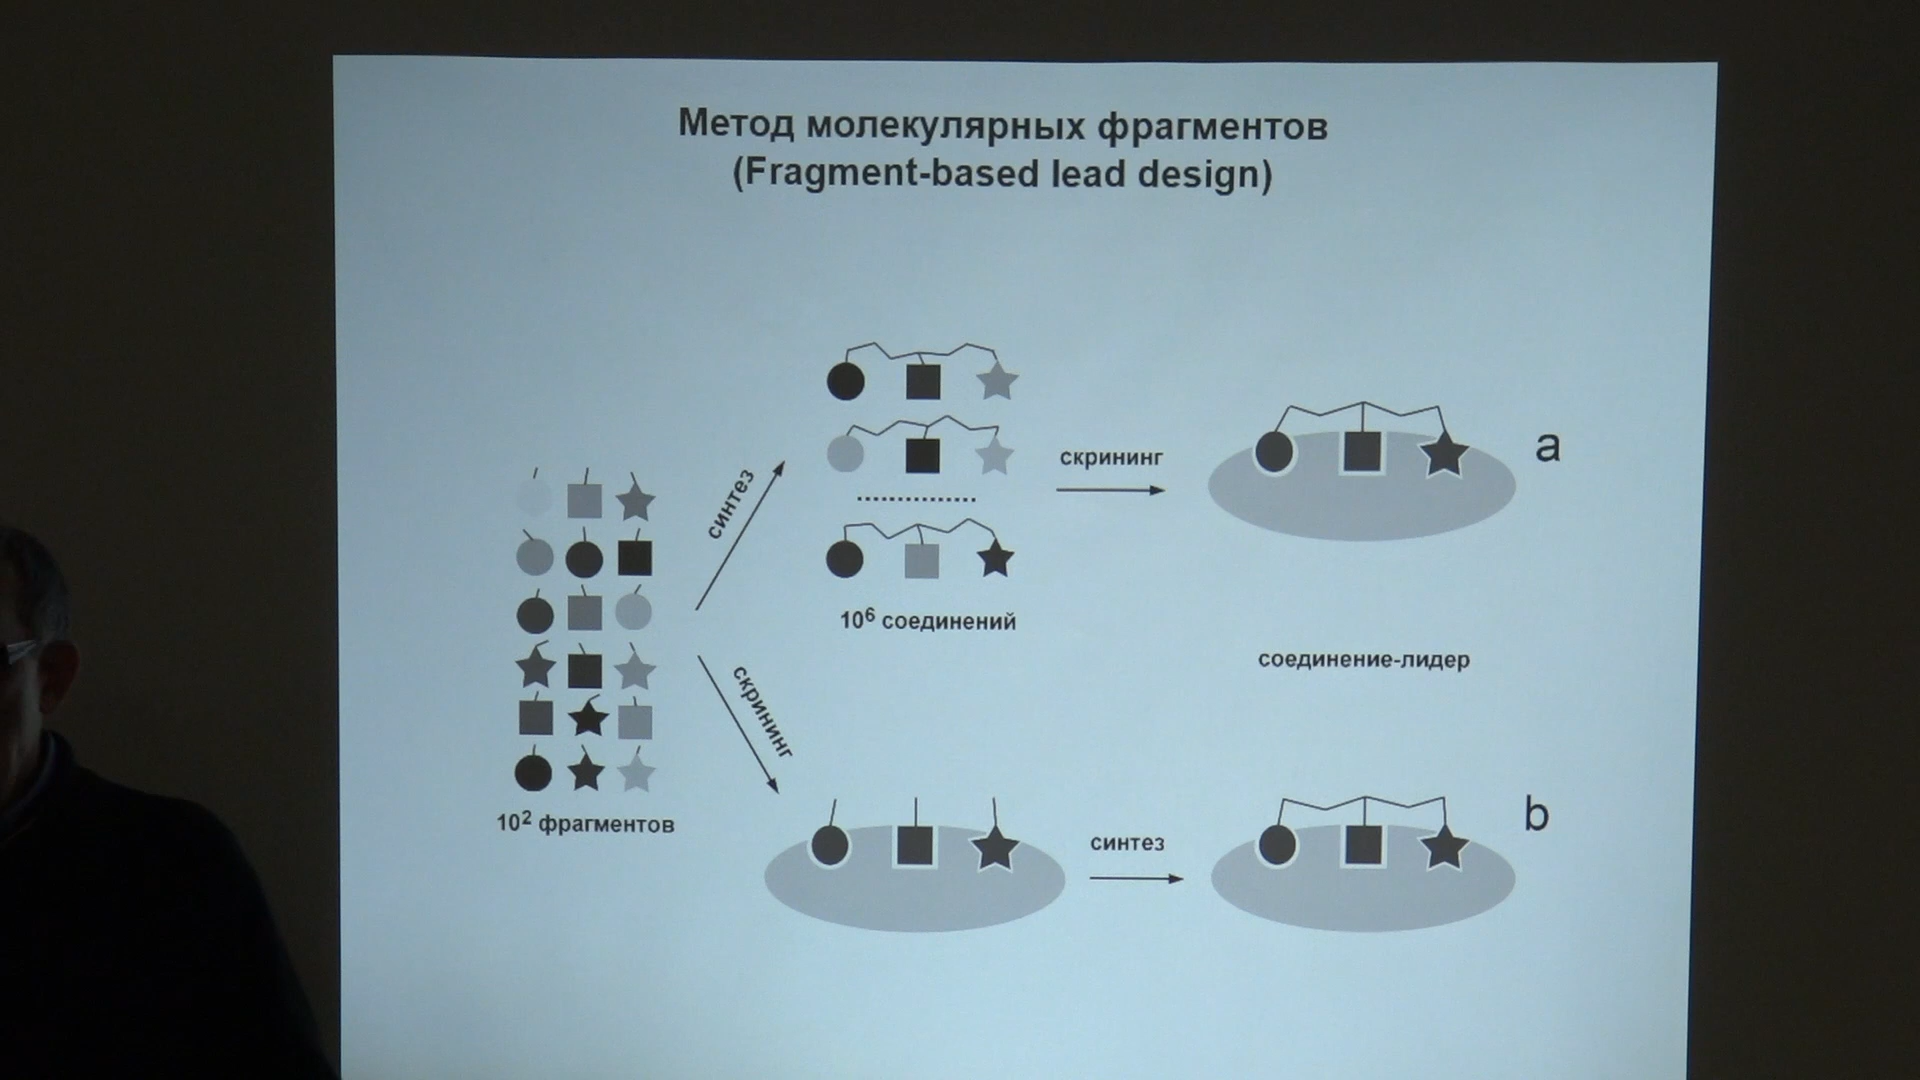 Метод молекулярных фрагментов
(Fragment-based lead design)
синтез
скрининг
a
10⁶ соединений
соединение-лидер
скрининг
10² фрагментов
синтез
b